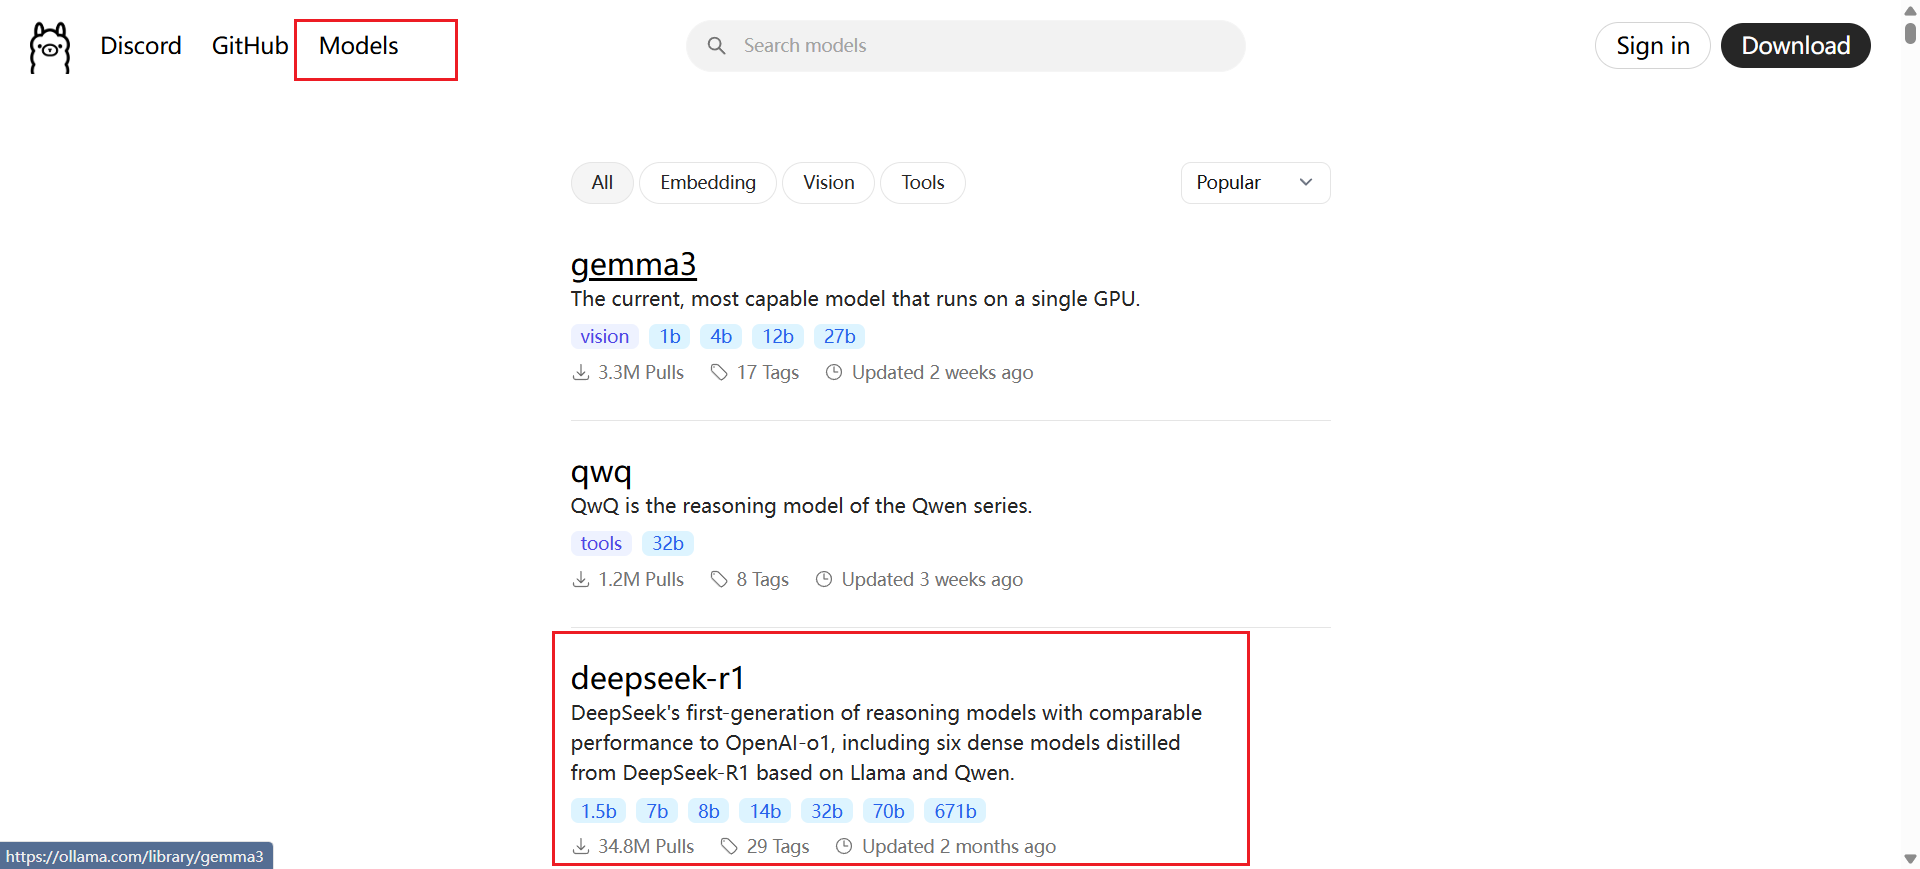 Discord GitHub Models Search models Sign in Download
All Embedding Vision Tools Popular
gemma3
The current, most capable model that runs on a single GPU.
vision 1b 4b 12b 27b
3.3M Pulls 17 Tags Updated 2 weeks ago
qwq
QwQ is the reasoning model of the Qwen series.
tools 32b
1.2M Pulls 8 Tags Updated 3 weeks ago
deepseek-r1
DeepSeek's first-generation of reasoning models with comparable
performance to OpenAI-o1, including six dense models distilled
from DeepSeek-R1 based on Llama and Qwen.
1.5b 7b 8b 14b 32b 70b 671b
34.8M Pulls 29 Tags Updated 2 months ago
https://ollama.com/library/gemma3